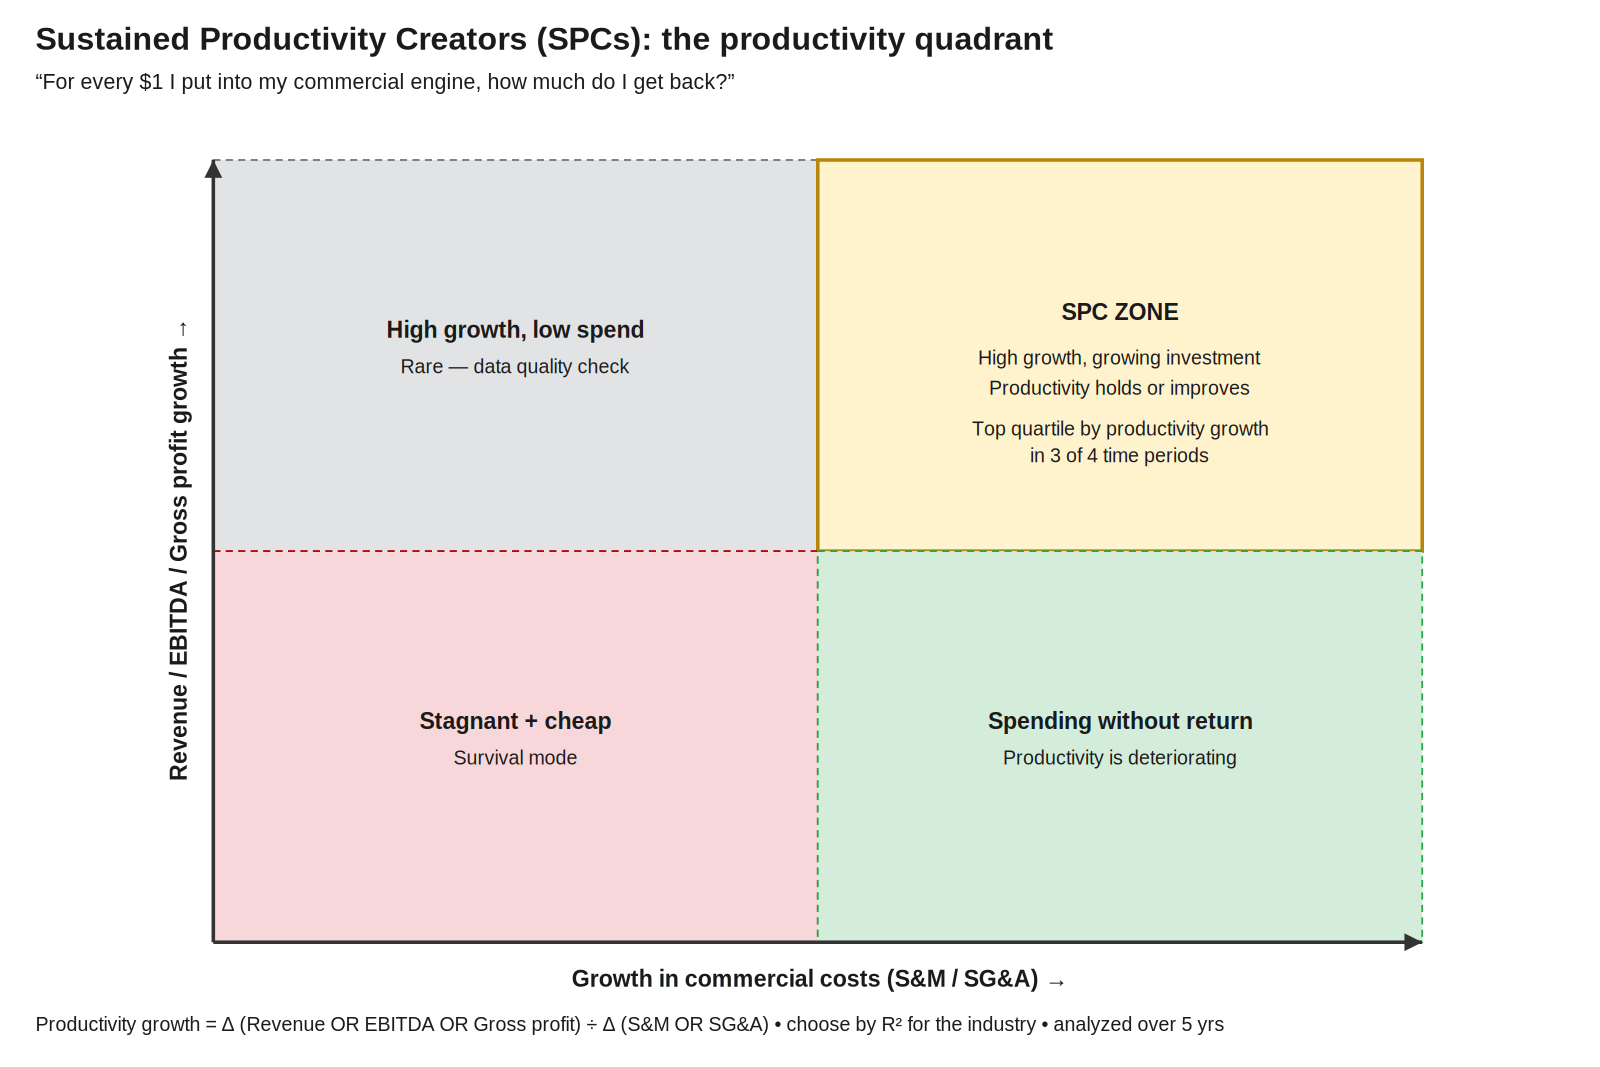 Sustained Productivity Creators (SPCs): the productivity quadrant
“For every $1 I put into my commercial engine, how much do I get back?”
Revenue / EBITDA / Gross profit growth →
High growth, low spend
Rare — data quality check
SPC ZONE
High growth, growing investment
Productivity holds or improves
Top quartile by productivity growth
in 3 of 4 time periods
Stagnant + cheap
Survival mode
Spending without return
Productivity is deteriorating
Growth in commercial costs (S&M / SG&A) →
Productivity growth = Δ (Revenue OR EBITDA OR Gross profit) ÷ Δ (S&M OR SG&A) • choose by R² for the industry • analyzed over 5 yrs